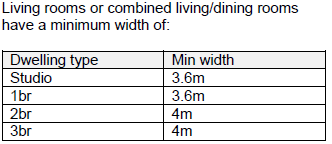 Living rooms or combined living/dining rooms
have a minimum width of:
Dwelling type Min width
Studio 3.6m
1br 3.6m
2br 4m
3br 4m